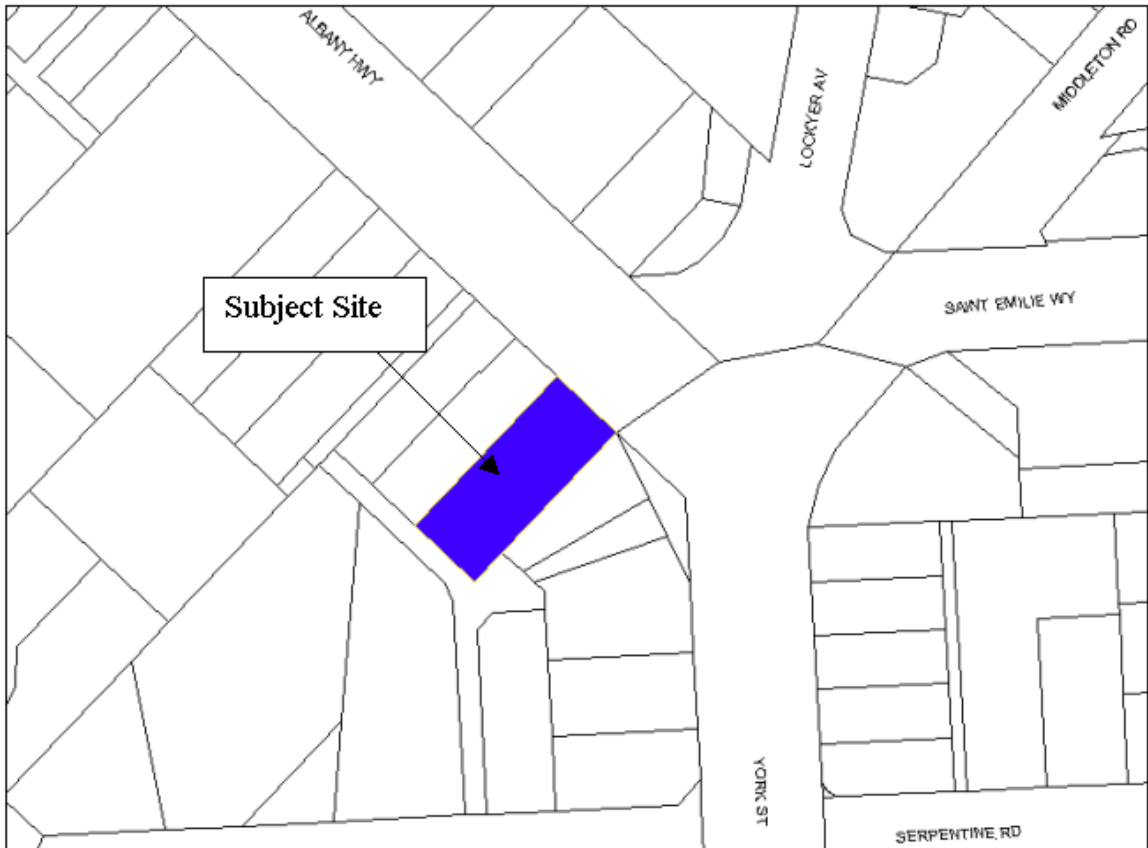 ALBANY HWY
LOCKYER AV
MIDDLETON RD
Subject Site
SAINT EMILIE WY
YORK ST
SERPENTINE RD